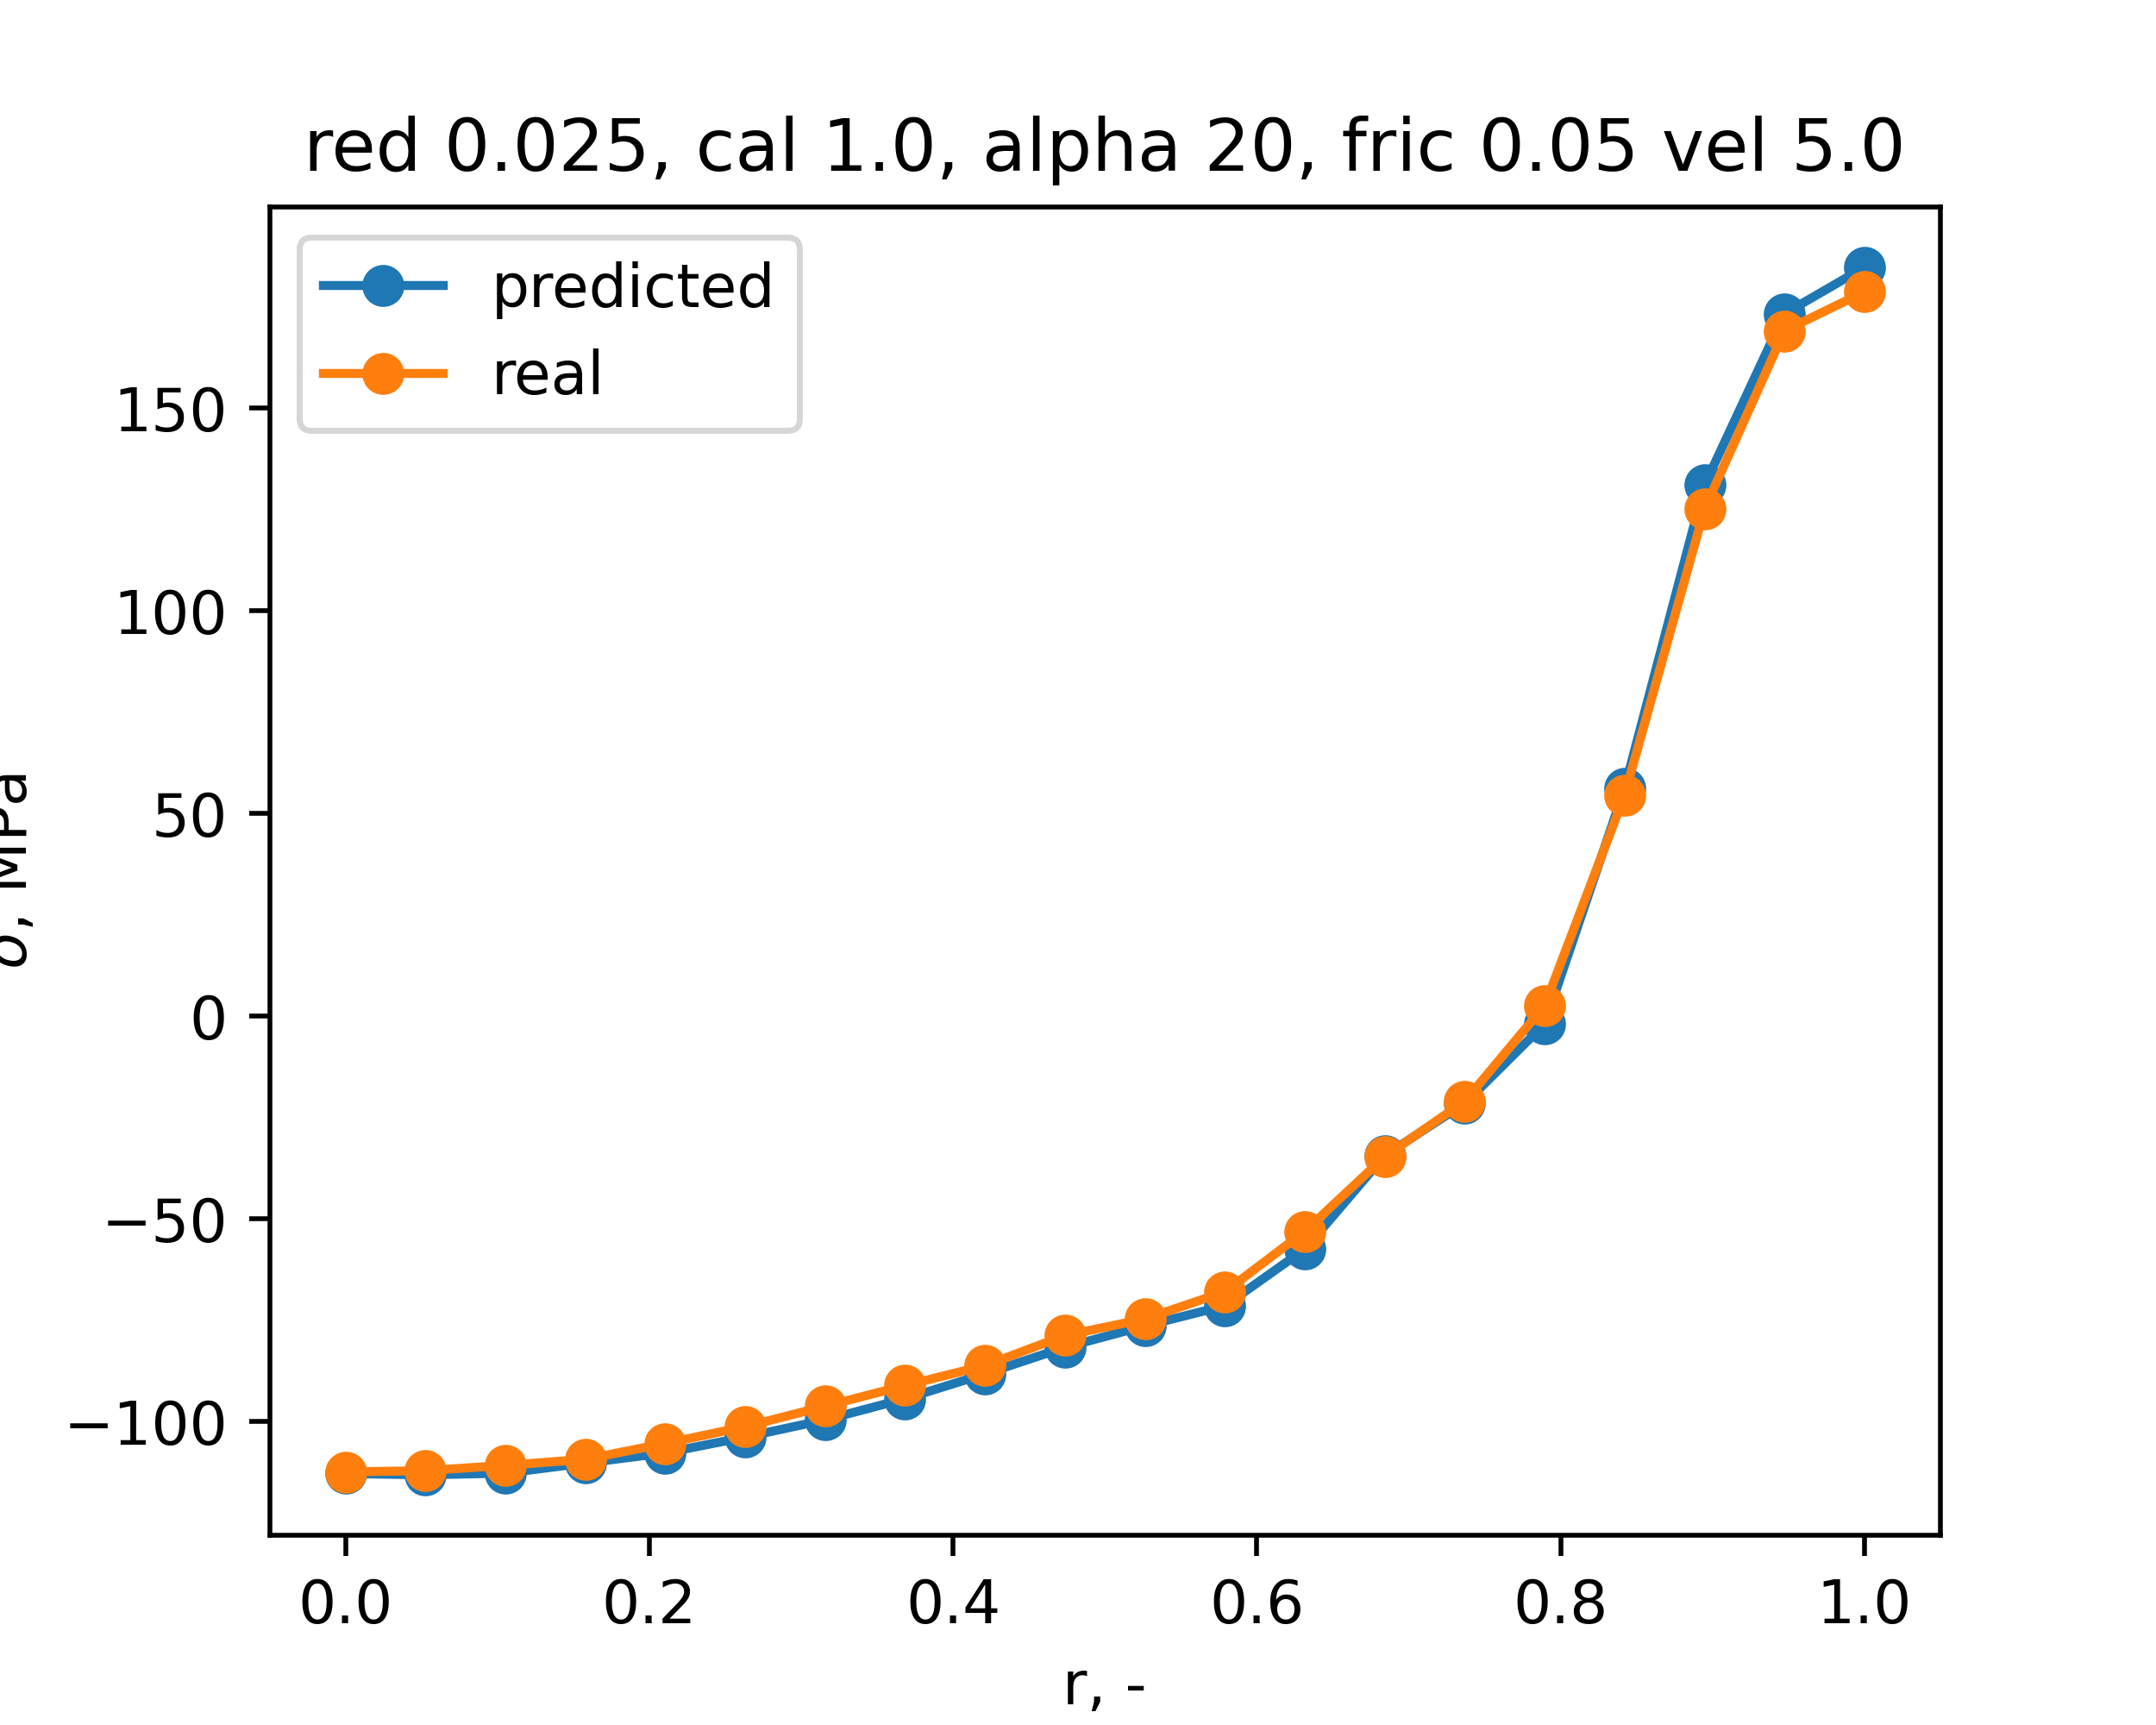 red 0.025, cal 1.0, alpha 20, fric 0.05 vel 5.0
predicted
real
150
100
50
0
−50
−100
σ, MPa
0.0 0.2 0.4 0.6 0.8 1.0
r, -